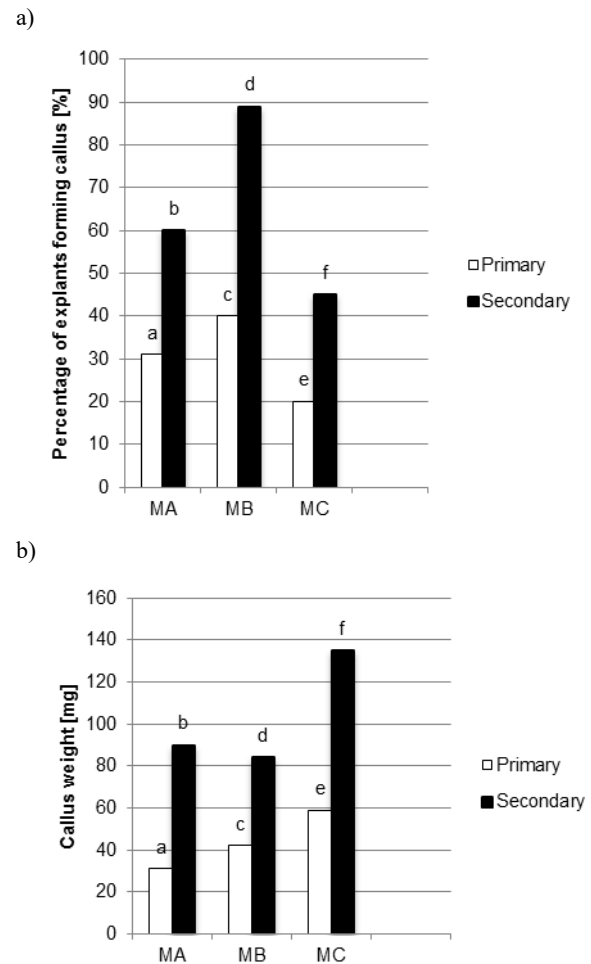 a)
Percentage of explants forming callus [%]
100
90
80
70
60
50
40
30
20
10
0
a
b
c
d
e
f
MA
MB
MC
Primary
Secondary
b)
Callus weight [mg]
160
140
120
100
80
60
40
20
0
a
b
c
d
e
f
MA
MB
MC
Primary
Secondary